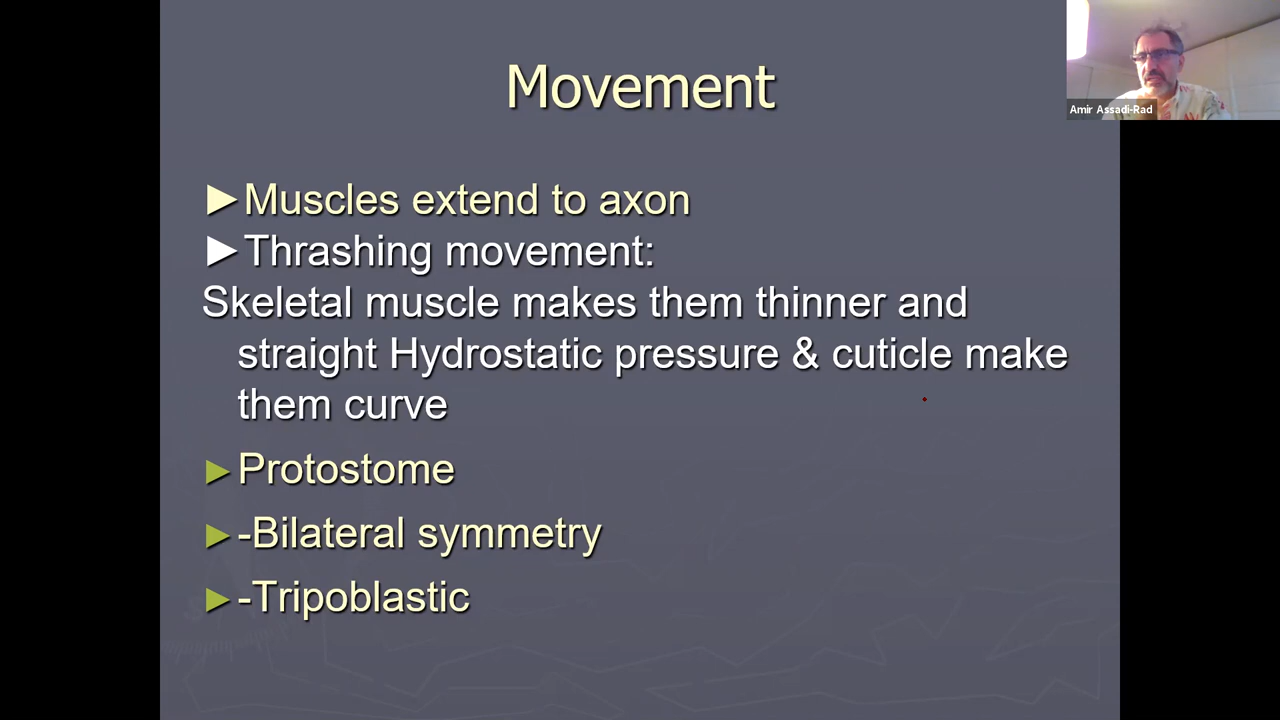 Movement
Amir Assadi-Rad
►Muscles extend to axon
►Thrashing movement:
Skeletal muscle makes them thinner and
straight Hydrostatic pressure & cuticle make
them curve
►Protostome
►-Bilateral symmetry
►-Tripoblastic